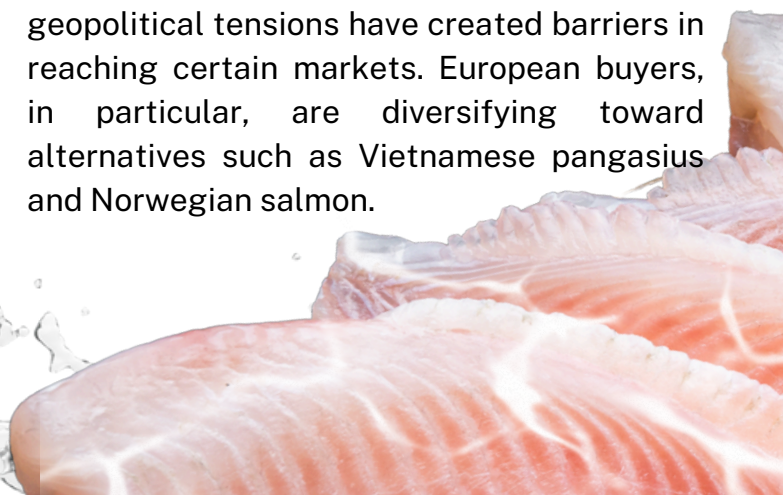 geopolitical tensions have created barriers in
reaching certain markets. European buyers,
in particular, are diversifying toward
alternatives such as Vietnamese pangasius
and Norwegian salmon.